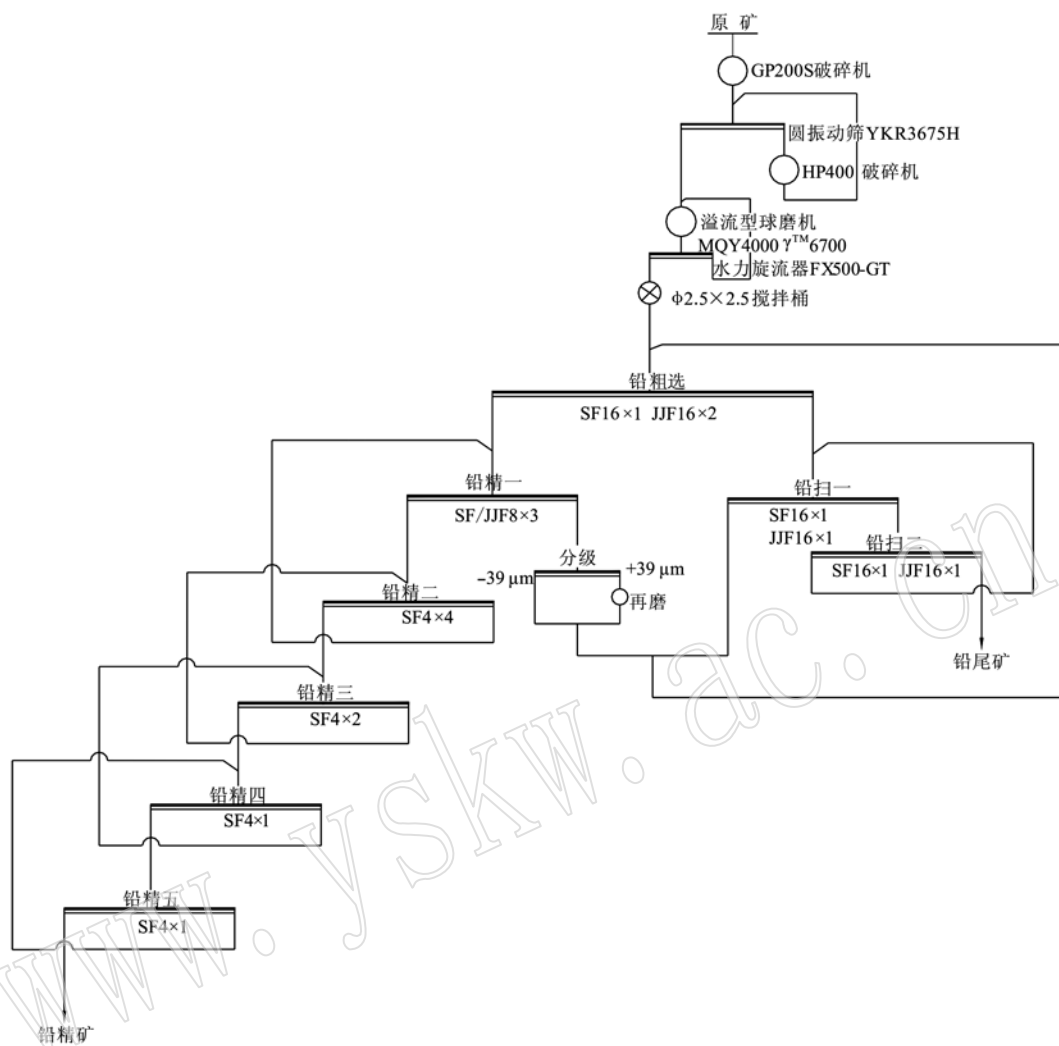 原 矿
GP200S破碎机
圆振动筛YKR3675H
HP400 破碎机
溢流型球磨机
MQY4000 γ™6700
水力旋流器FX500-GT
φ2.5×2.5搅拌桶
铅粗选
SF16×1 JJF16×2
铅精一
SF/JJF8×3
铅扫一
SF16×1
JJF16×1
分级
-39 μm
+39 μm
再磨
铅扫二
SF16×1 JJF16×1
铅尾矿
铅精二
SF4×4
铅精三
SF4×2
铅精四
SF4×1
铅精五
SF4×1
铅精矿
www.yskw.ac.cn